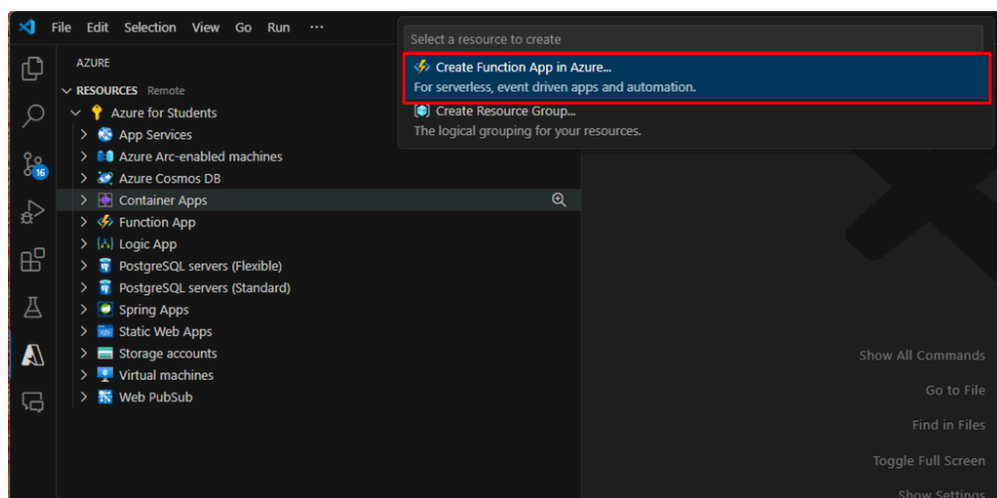 File Edit Selection View Go Run ···
Select a resource to create
Create Function App in Azure...
For serverless, event driven apps and automation.
Create Resource Group...
The logical grouping for your resources.
AZURE
RESOURCES Remote
Azure for Students
App Services
Azure Arc-enabled machines
Azure Cosmos DB
Container Apps
Function App
Logic App
PostgreSQL servers (Flexible)
PostgreSQL servers (Standard)
Spring Apps
Static Web Apps
Storage accounts
Virtual machines
Web PubSub
16
Show All Commands
Go to File
Find in Files
Toggle Full Screen
Show Settings